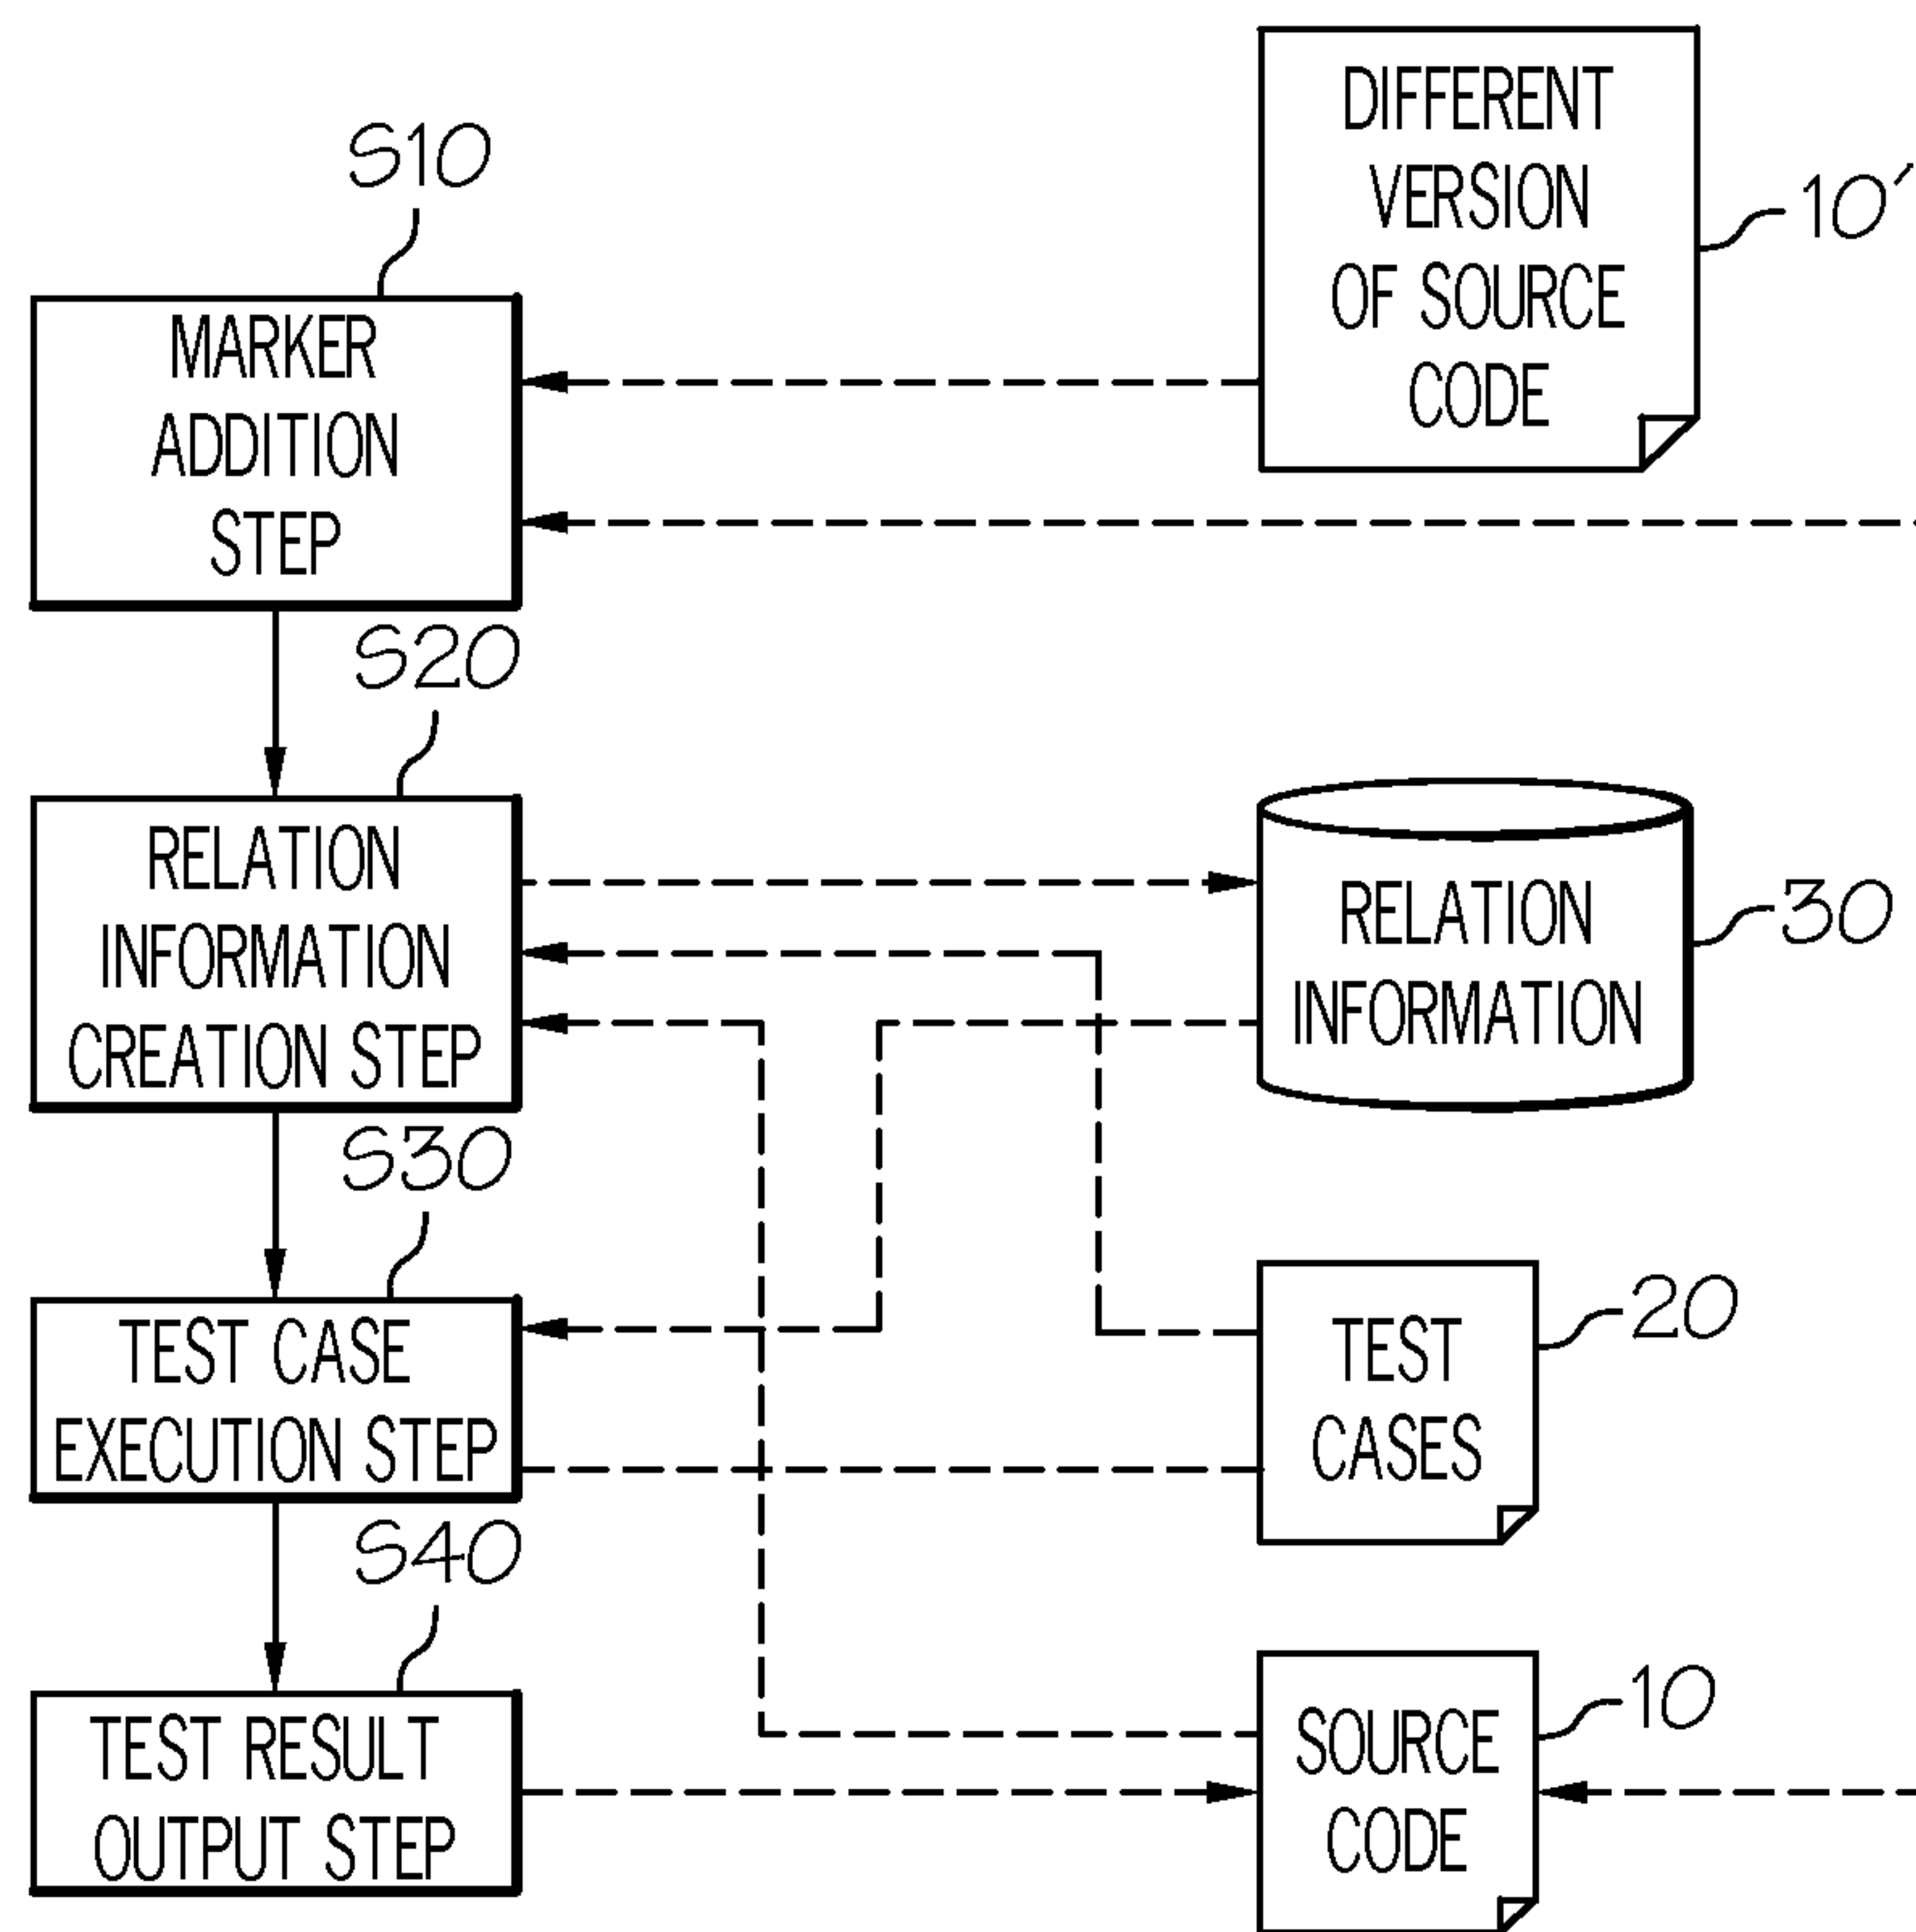 S10
MARKER
ADDITION
STEP
DIFFERENT
VERSION
OF SOURCE
CODE
10′
S20
RELATION
INFORMATION
CREATION STEP
RELATION
INFORMATION
30
S30
TEST CASE
EXECUTION STEP
TEST
CASES
20
S40
TEST RESULT
OUTPUT STEP
SOURCE
CODE
10